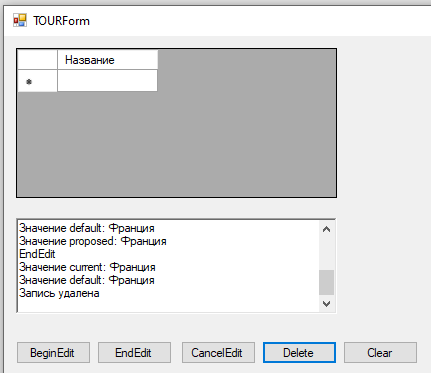 TOURForm
Название
*
Значение default: Франция
Значение proposed: Франция
EndEdit
Значение current: Франция
Значение default: Франция
Запись удалена
BeginEdit EndEdit CancelEdit Delete Clear